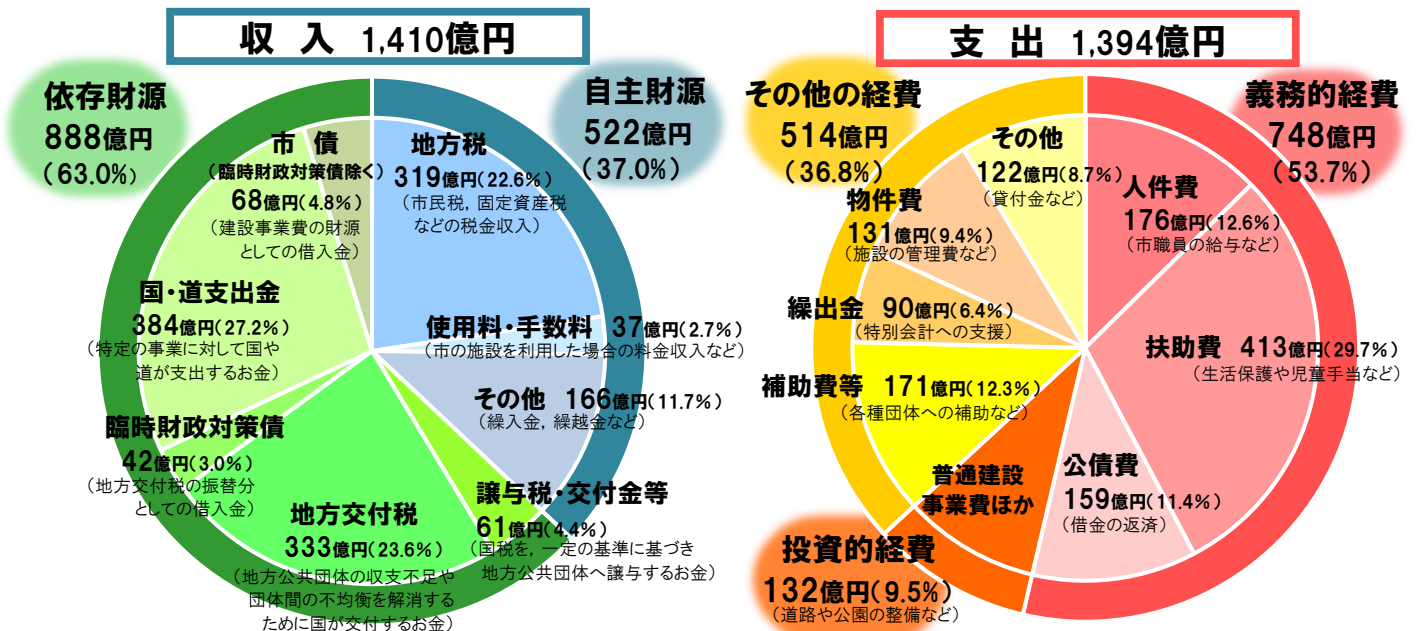 収 入 1,410億円
依存財源
888億円
(63.0%)
自主財源
522億円
(37.0%)
市 債
(臨時財政対策債除く)
68億円(4.8%)
(建設事業費の財源
としての借入金)
地方税
319億円(22.6%)
(市民税，固定資産税
などの税金収入)
国・道支出金
384億円(27.2%)
(特定の事業に対して国や
道が支出するお金)
使用料・手数料 37億円(2.7%)
(市の施設を利用した場合の料金収入など)
その他 166億円(11.7%)
(繰入金，繰越金など)
臨時財政対策債
42億円(3.0%)
(地方交付税の振替分
としての借入金)
地方交付税
333億円(23.6%)
(地方公共団体の収支不足や
団体間の不均衡を解消する
ために国が交付するお金)
譲与税・交付金等
61億円(4.4%)
(国税を，一定の基準に基づき
地方公共団体へ譲与するお金)
支 出 1,394億円
その他の経費
514億円
(36.8%)
義務的経費
748億円
(53.7%)
その他
122億円(8.7%)
(貸付金など)
人件費
176億円(12.6%)
(市職員の給与など)
物件費
131億円(9.4%)
(施設の管理費など)
繰出金 90億円(6.4%)
(特別会計への支援)
扶助費 413億円(29.7%)
(生活保護や児童手当など)
補助費等 171億円(12.3%)
(各種団体への補助など)
公債費
159億円(11.4%)
(借金の返済)
普通建設
事業費ほか
投資的経費
132億円(9.5%)
(道路や公園の整備など)